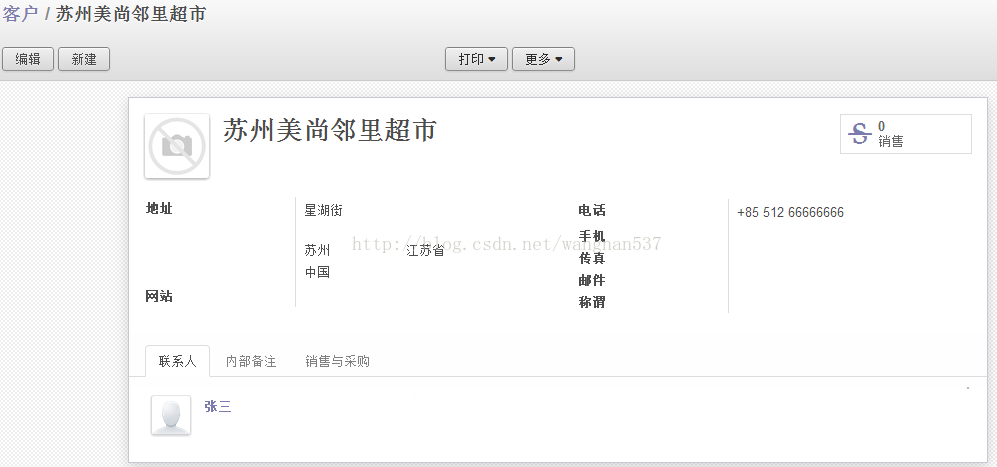 客户 / 苏州美尚邻里超市
编辑 新建 打印 更多
苏州美尚邻里超市
0
销售
地址 星湖街 电话 +85 512 66666666
手机
http://blog.csdn.net/wangnan537
苏州 江苏省
传真
中国
邮件
网站
称谓
联系人 内部备注 销售与采购
张三